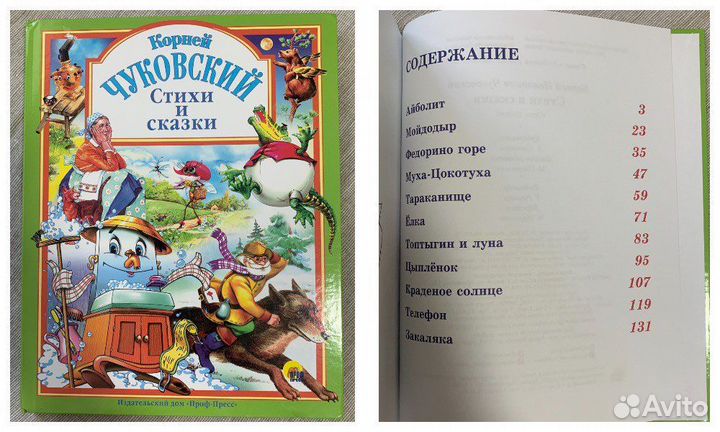 Корней
ЧУКОВСКИЙ
Стихи и
сказки
Издательский дом «Проф-Пресс»
СОДЕРЖАНИЕ
Айболит 3
Мойдодыр 23
Федорино горе 35
Муха-Цокотуха 47
Тараканище 59
Ёлка 71
Топтыгин и луна 83
Цыплёнок 95
Краденое солнце 107
Телефон 119
Закаляка 131
Avito